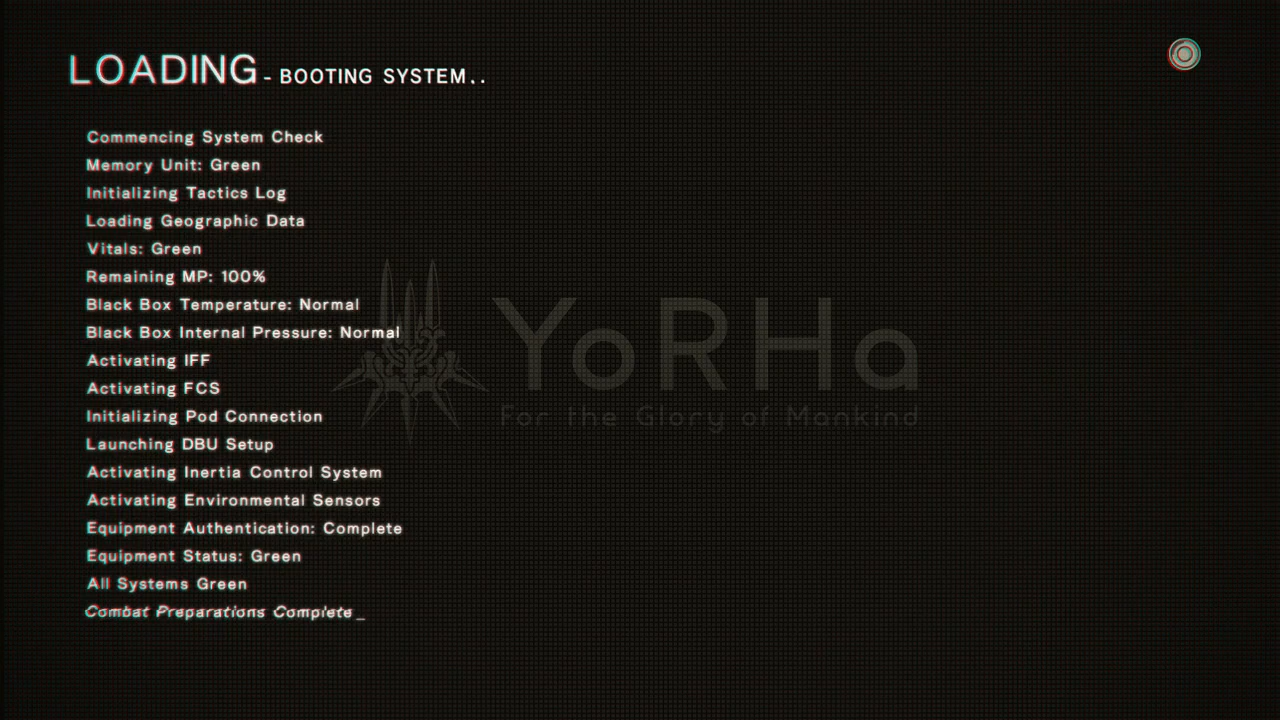 LOADING - BOOTING SYSTEM..
Commencing System Check
Memory Unit: Green
Initializing Tactics Log
Loading Geographic Data
Vitals: Green
Remaining MP: 100%
Black Box Temperature: Normal
Black Box Internal Pressure: Normal
Activating IFF
Activating FCS
Initializing Pod Connection
Launching DBU Setup
Activating Inertia Control System
Activating Environmental Sensors
Equipment Authentication: Complete
Equipment Status: Green
All Systems Green
Combat Preparations Complete _
YoRHa
For the Glory of Mankind